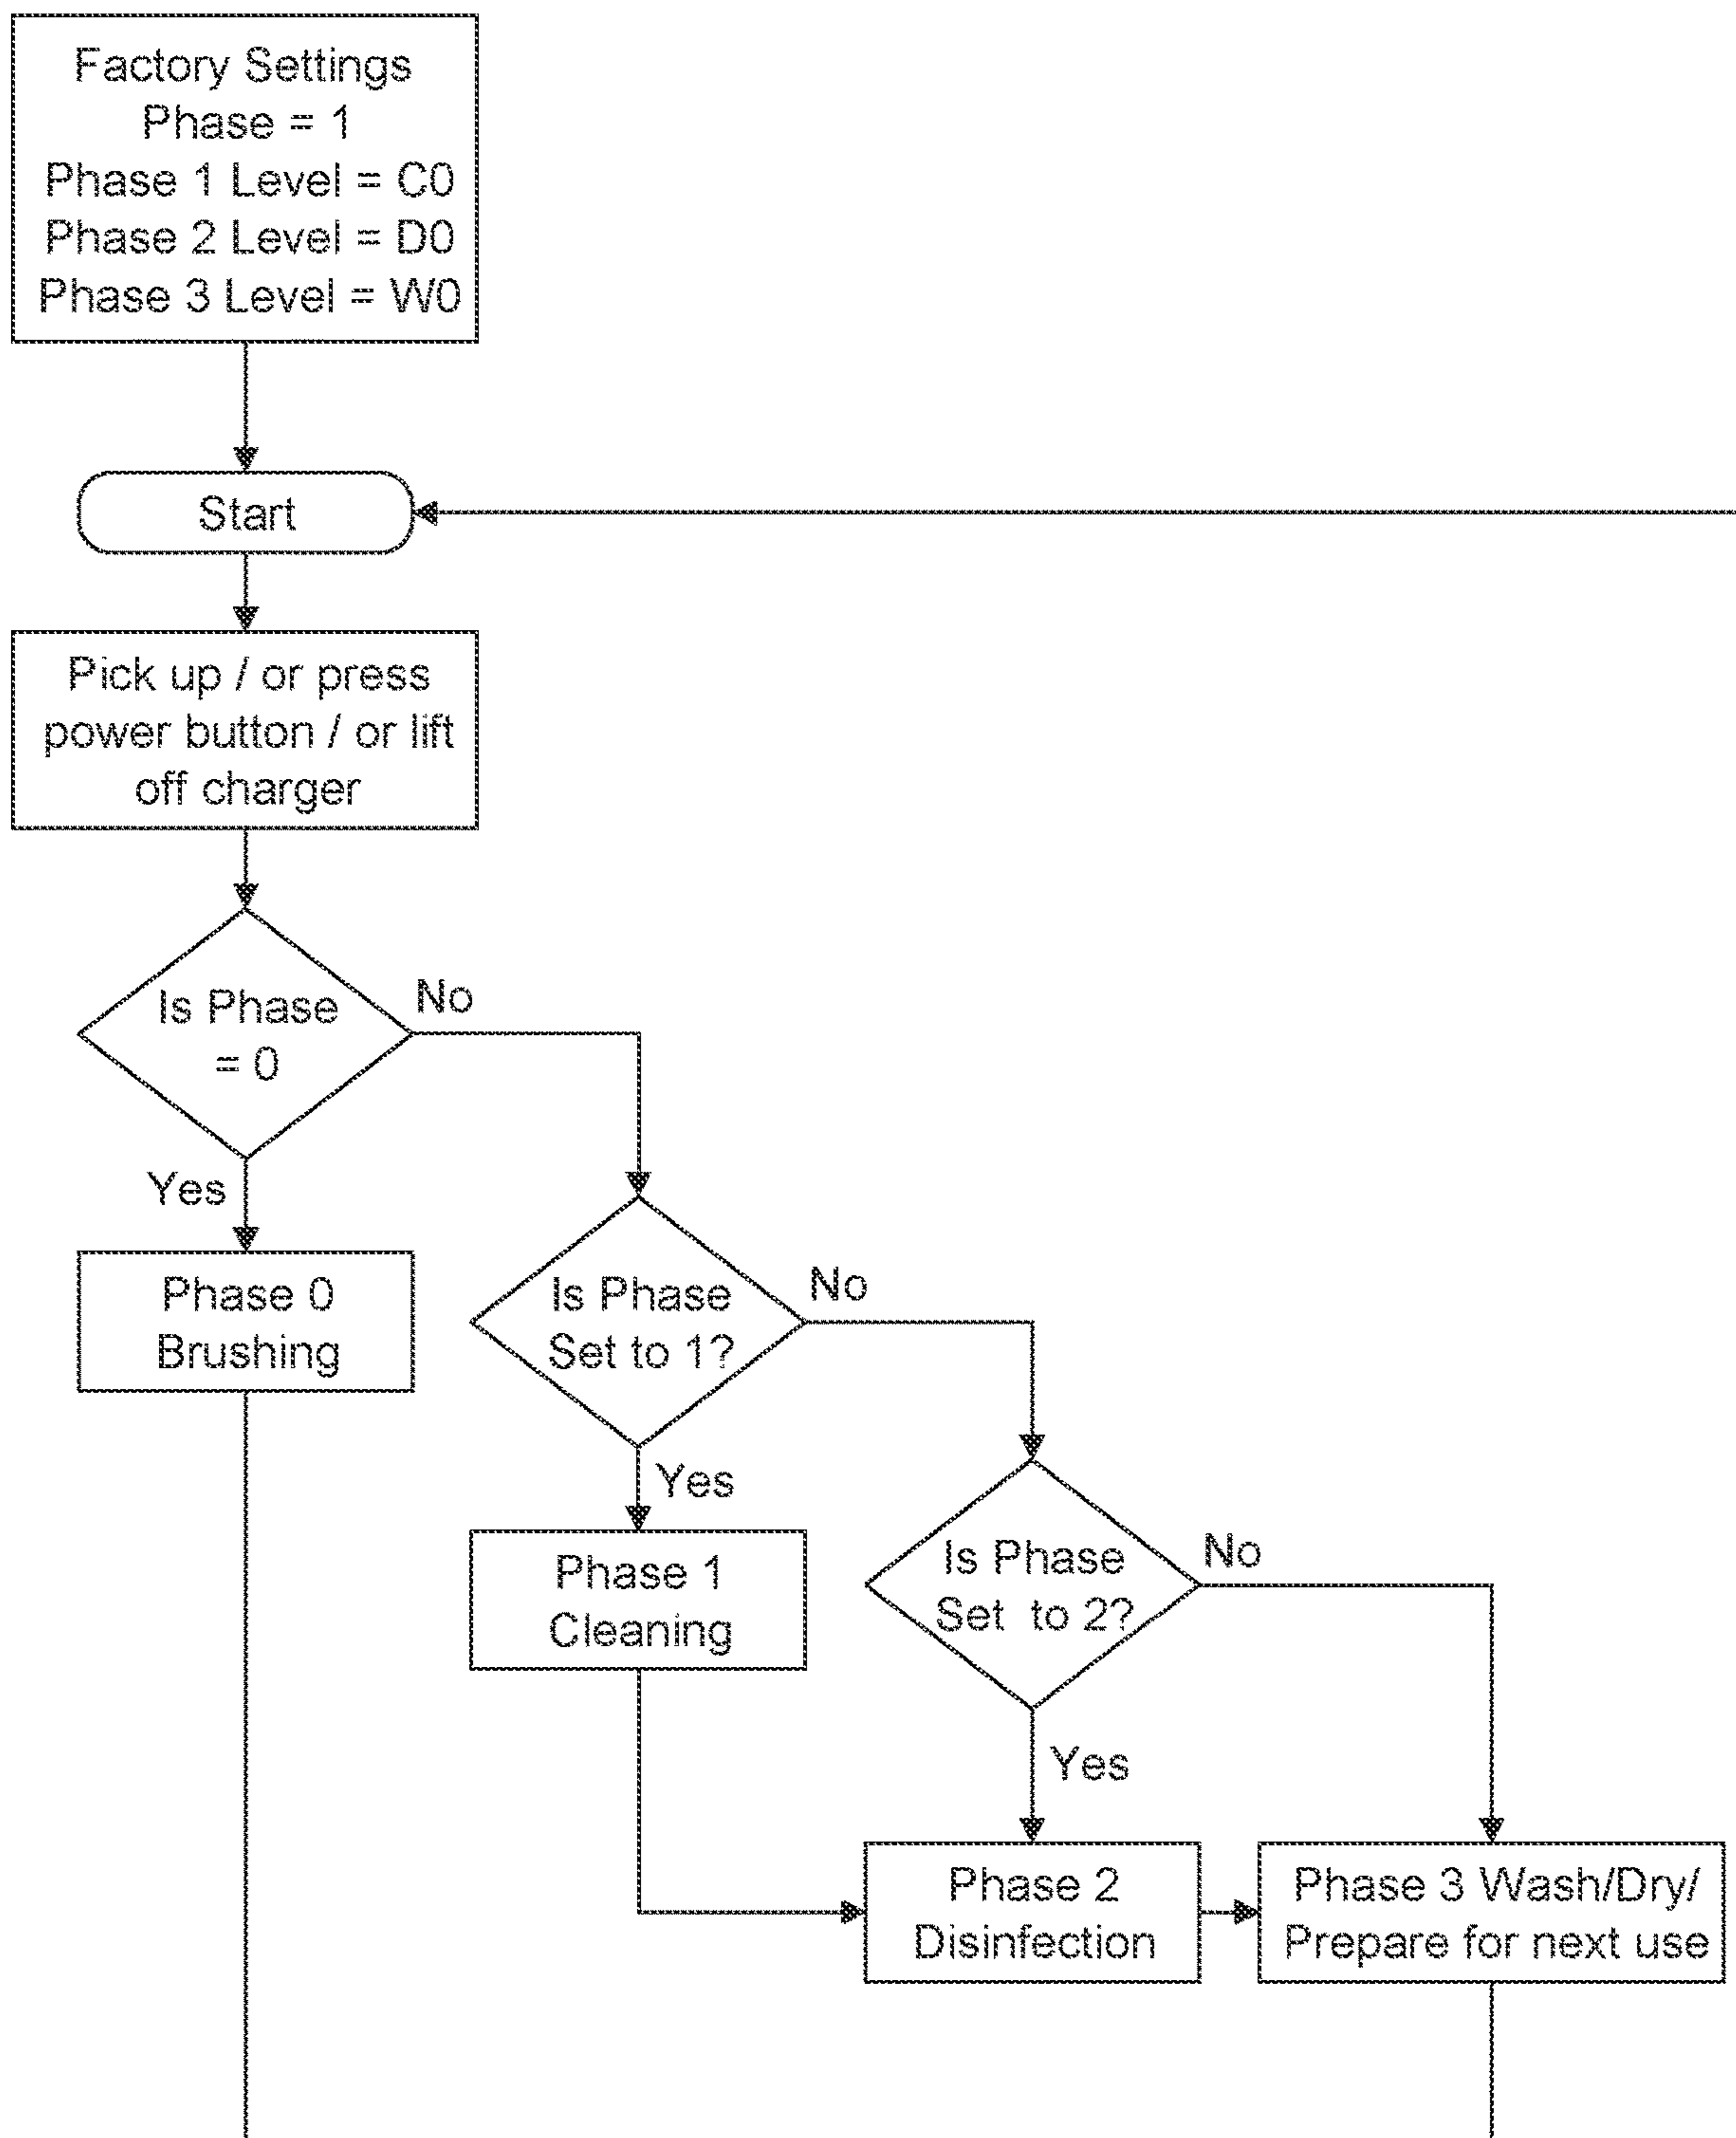 Factory Settings
Phase = 1
Phase 1 Level = C0
Phase 2 Level = D0
Phase 3 Level = W0
Start
Pick up / or press
power button / or lift
off charger
Is Phase
= 0
No
Yes
Phase 0
Brushing
Is Phase
Set to 1?
No
Yes
Phase 1
Cleaning
Is Phase
Set to 2?
No
Yes
Phase 2
Disinfection
Phase 3 Wash/Dry/
Prepare for next use